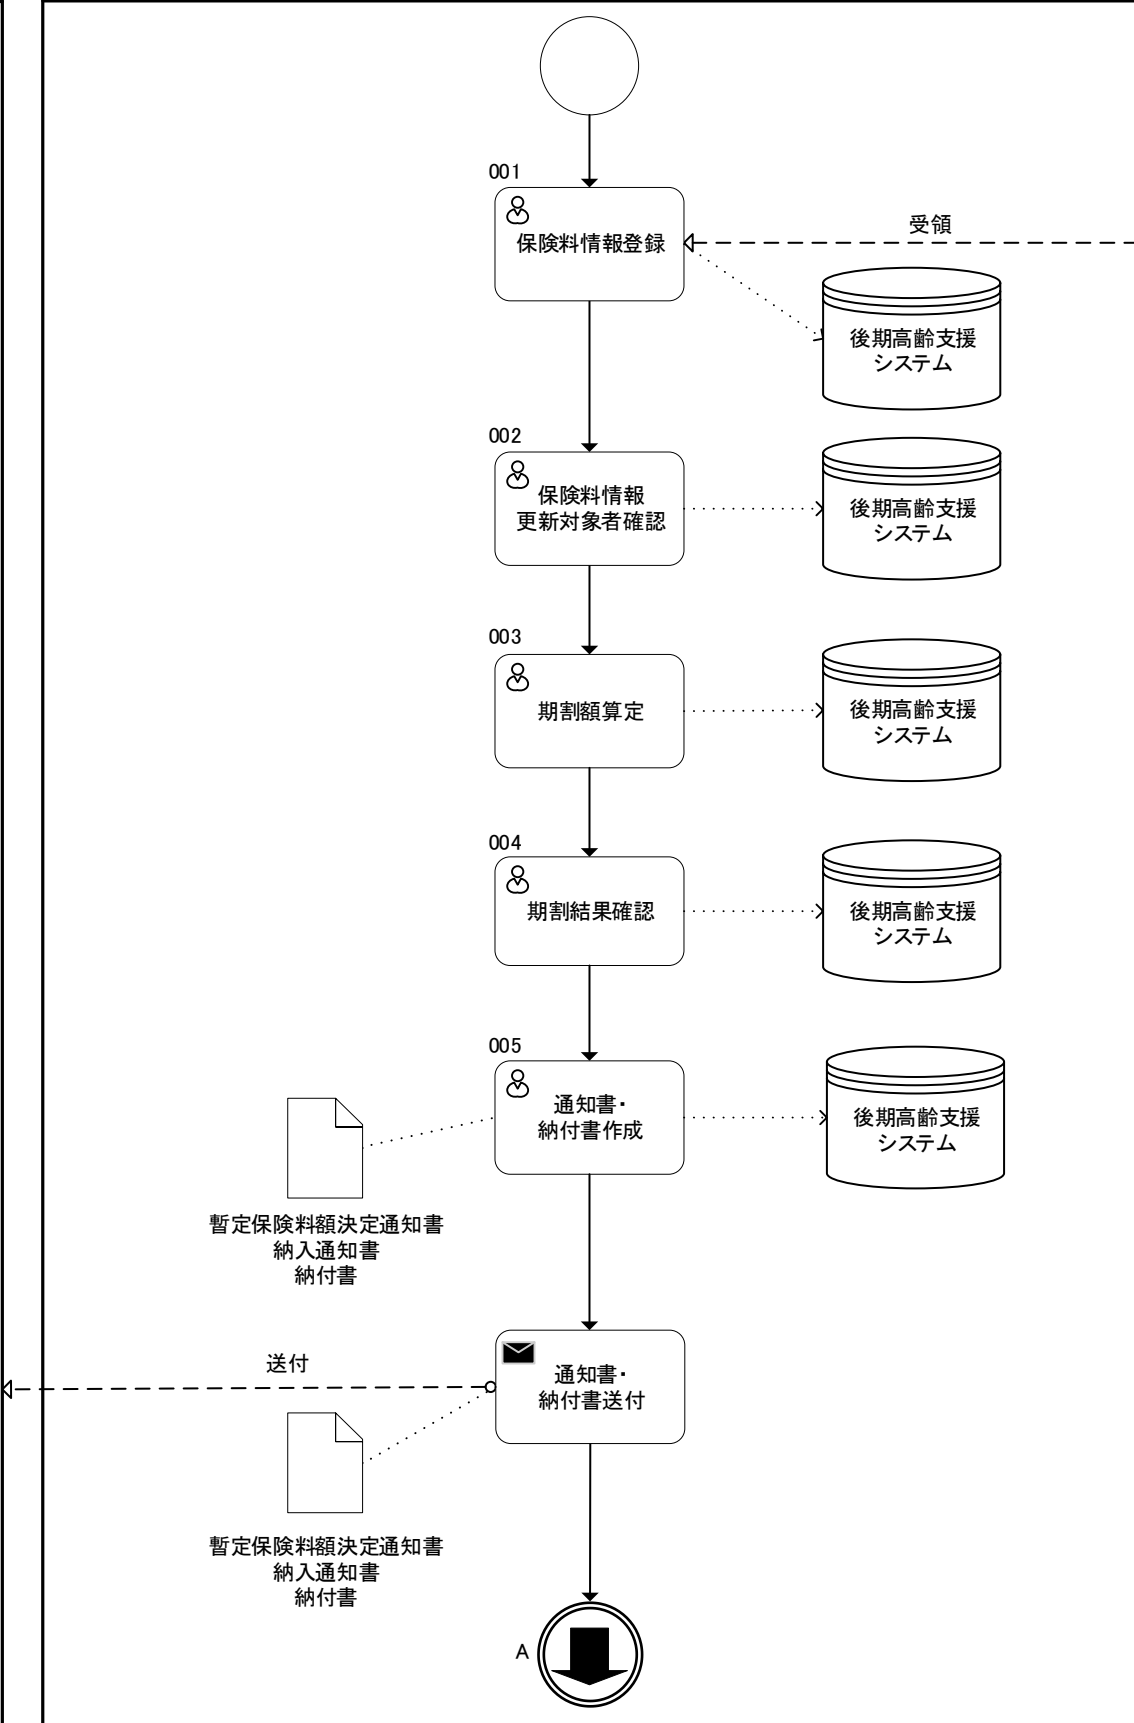 001
保険料情報登録
受領
後期高齢支援
システム
002
保険料情報
更新対象者確認
後期高齢支援
システム
003
期割額算定
後期高齢支援
システム
004
期割結果確認
後期高齢支援
システム
005
通知書・
納付書作成
後期高齢支援
システム
暫定保険料額決定通知書
納入通知書
納付書
送付
通知書・
納付書送付
暫定保険料額決定通知書
納入通知書
納付書
A